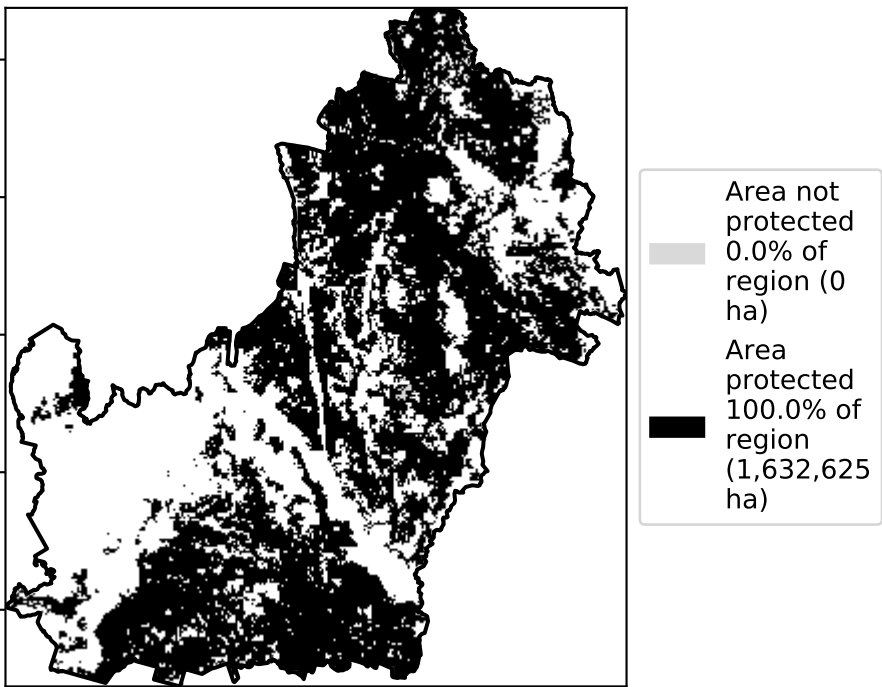 Area not
protected
0.0% of
region (0
ha)
Area
protected
100.0% of
region
(1,632,625
ha)